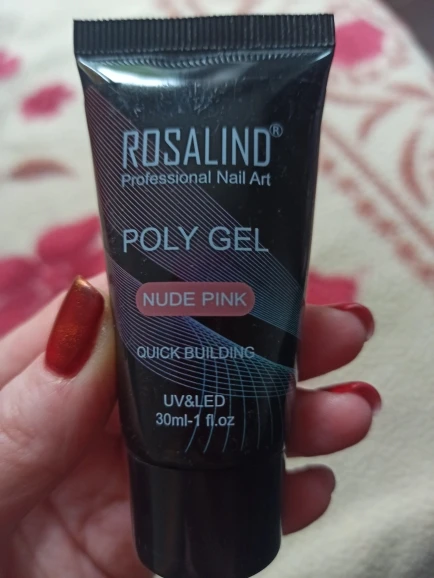 ROSALIND®
Professional Nail Art
POLY GEL
NUDE PINK
QUICK BUILDING
UV&LED
30ml-1 fl.oz